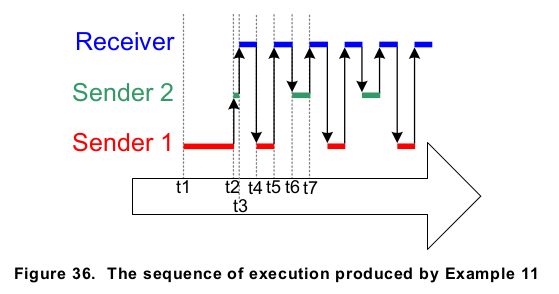 Receiver
Sender 2
Sender 1
t1 t2 t4 t5 t6 t7
t3
Figure 36. The sequence of execution produced by Example 11